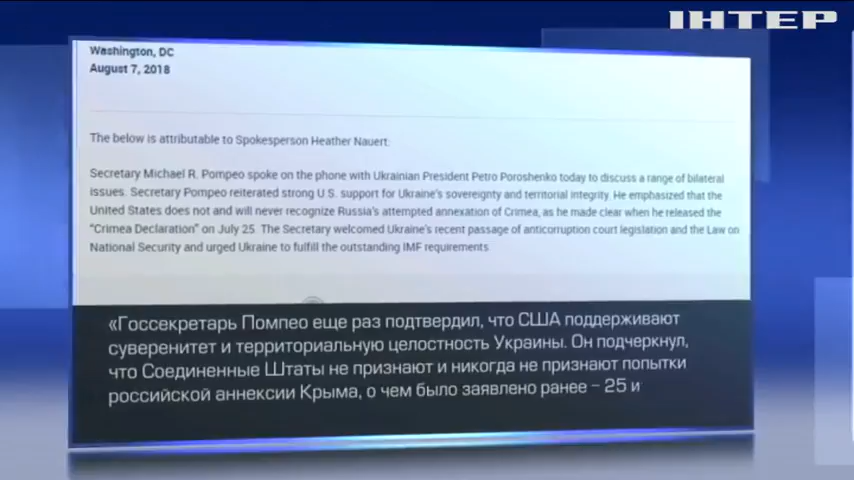 ІНТЕР
Washington, DC
August 7, 2018
The below is attributable to Spokesperson Heather Nauert:
Secretary Michael R. Pompeo spoke on the phone with Ukrainian President Petro Poroshenko today to discuss a range of bilateral
issues. Secretary Pompeo reiterated strong U.S. support for Ukraine's sovereignty and territorial integrity. He emphasized that the
United States does not and will never recognize Russia's attempted annexation of Crimea, as he made clear when he released the
"Crimea Declaration" on July 25. The Secretary welcomed Ukraine's recent passage of anticorruption court legislation and the Law on
National Security and urged Ukraine to fulfill the outstanding IMF requirements.
«Госсекретарь Помпео еще раз подтвердил, что США поддерживают
суверенитет и территориальную целостность Украины. Он подчеркнул,
что Соединенные Штаты не признают и никогда не признают попытки
российской аннексии Крыма, о чем было заявлено ранее – 25 и